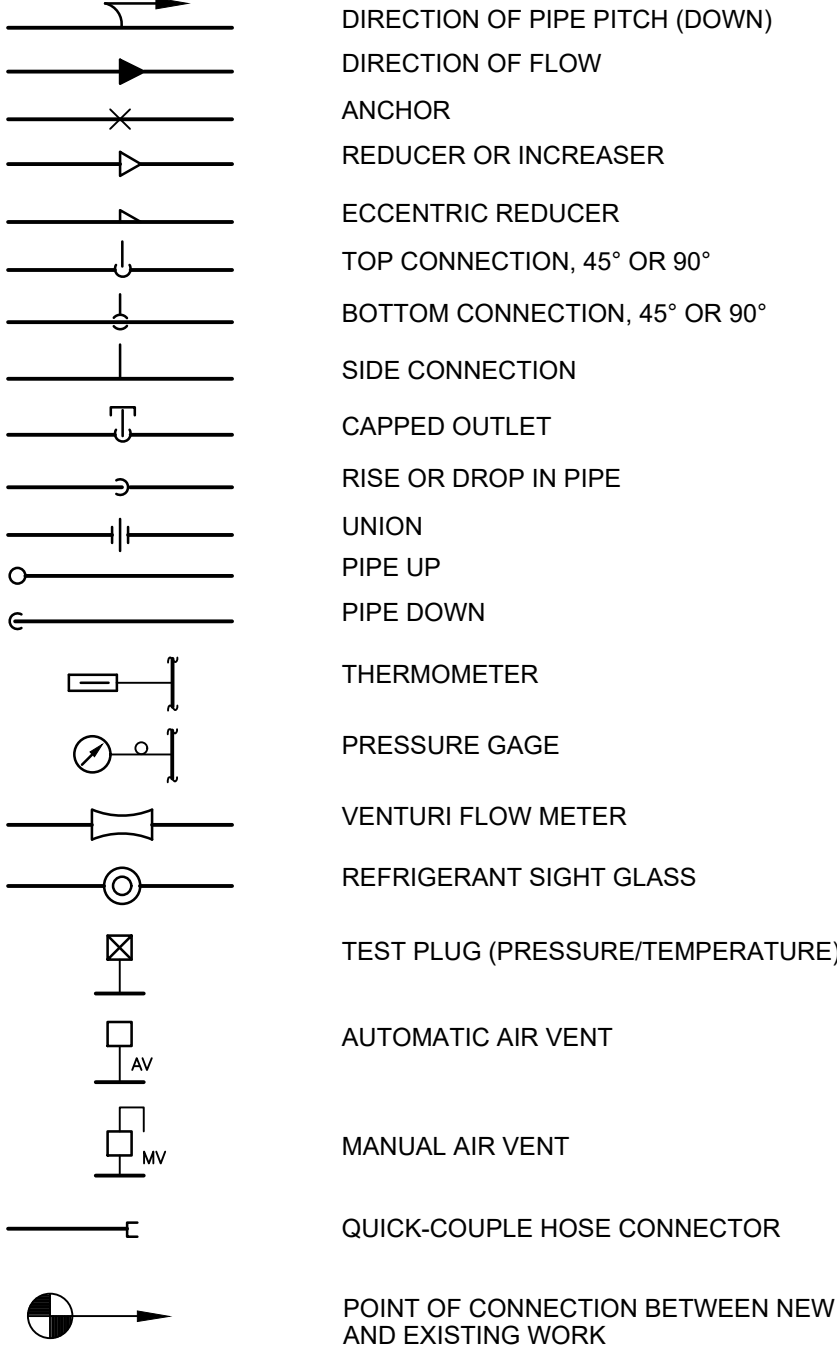 DIRECTION OF PIPE PITCH (DOWN)
DIRECTION OF FLOW
ANCHOR
REDUCER OR INCREASER
ECCENTRIC REDUCER
TOP CONNECTION, 45° OR 90°
BOTTOM CONNECTION, 45° OR 90°
SIDE CONNECTION
CAPPED OUTLET
RISE OR DROP IN PIPE
UNION
PIPE UP
PIPE DOWN
THERMOMETER
PRESSURE GAGE
VENTURI FLOW METER
REFRIGERANT SIGHT GLASS
TEST PLUG (PRESSURE/TEMPERATURE)
AV AUTOMATIC AIR VENT
MV MANUAL AIR VENT
QUICK-COUPLE HOSE CONNECTOR
POINT OF CONNECTION BETWEEN NEW
AND EXISTING WORK